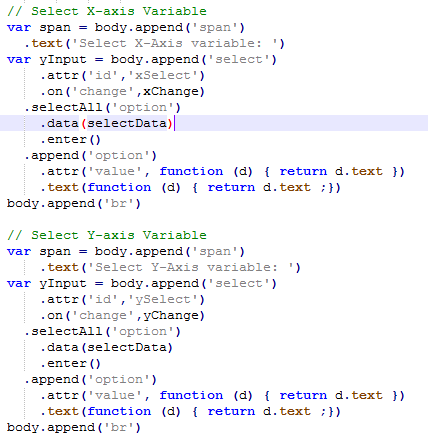 // Select X-axis Variable
var span = body.append('span')
  .text('Select X-Axis variable: ')
var yInput = body.append('select')
    .attr('id','xSelect')
    .on('change',xChange)
  .selectAll('option')
    .data(selectData)
    .enter()
  .append('option')
    .attr('value', function (d) { return d.text })
    .text(function (d) { return d.text ;})
body.append('br')

// Select Y-axis Variable
var span = body.append('span')
    .text('Select Y-Axis variable: ')
var yInput = body.append('select')
    .attr('id','ySelect')
    .on('change',yChange)
  .selectAll('option')
    .data(selectData)
    .enter()
  .append('option')
    .attr('value', function (d) { return d.text })
    .text(function (d) { return d.text ;})
body.append('br')